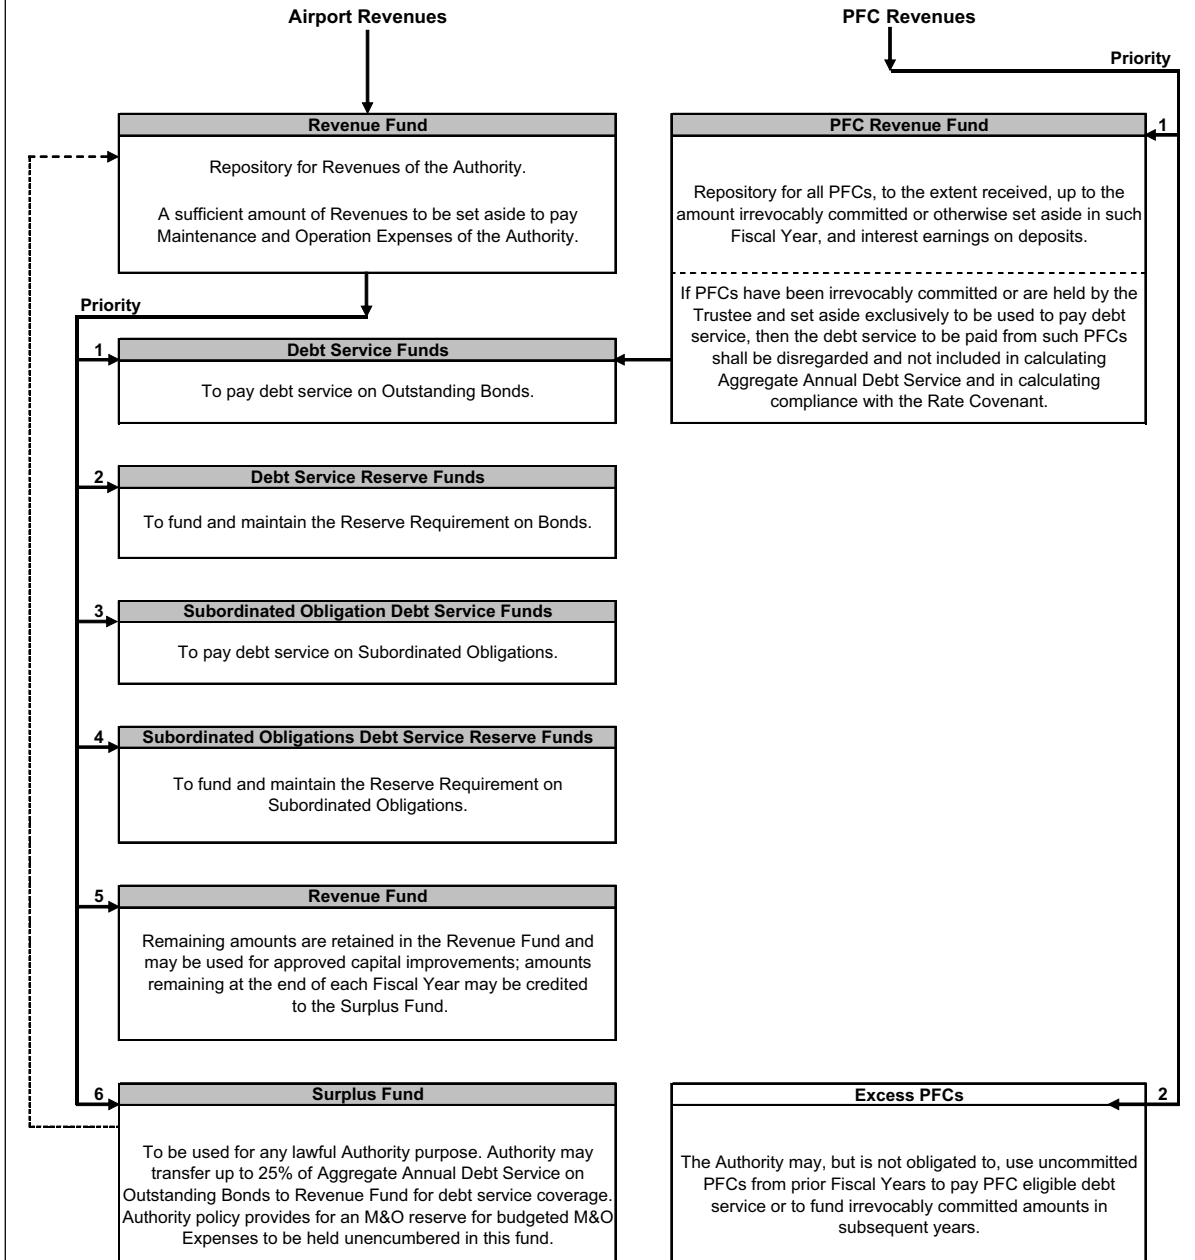 Airport Revenues
PFC Revenues
Priority
Revenue Fund
Repository for Revenues of the Authority.
A sufficient amount of Revenues to be set aside to pay
Maintenance and Operation Expenses of the Authority.
PFC Revenue Fund
1
Repository for all PFCs, to the extent received, up to the
amount irrevocably committed or otherwise set aside in such
Fiscal Year, and interest earnings on deposits.
If PFCs have been irrevocably committed or are held by the
Trustee and set aside exclusively to be used to pay debt
service, then the debt service to be paid from such PFCs
shall be disregarded and not included in calculating
Aggregate Annual Debt Service and in calculating
compliance with the Rate Covenant.
Priority
1
Debt Service Funds
To pay debt service on Outstanding Bonds.
2
Debt Service Reserve Funds
To fund and maintain the Reserve Requirement on Bonds.
3
Subordinated Obligation Debt Service Funds
To pay debt service on Subordinated Obligations.
4
Subordinated Obligations Debt Service Reserve Funds
To fund and maintain the Reserve Requirement on
Subordinated Obligations.
5
Revenue Fund
Remaining amounts are retained in the Revenue Fund and
may be used for approved capital improvements; amounts
remaining at the end of each Fiscal Year may be credited
to the Surplus Fund.
6
Surplus Fund
To be used for any lawful Authority purpose. Authority may
transfer up to 25% of Aggregate Annual Debt Service on
Outstanding Bonds to Revenue Fund for debt service coverage.
Authority policy provides for an M&O reserve for budgeted M&O
Expenses to be held unencumbered in this fund.
Excess PFCs
2
The Authority may, but is not obligated to, use uncommitted
PFCs from prior Fiscal Years to pay PFC eligible debt
service or to fund irrevocably committed amounts in
subsequent years.